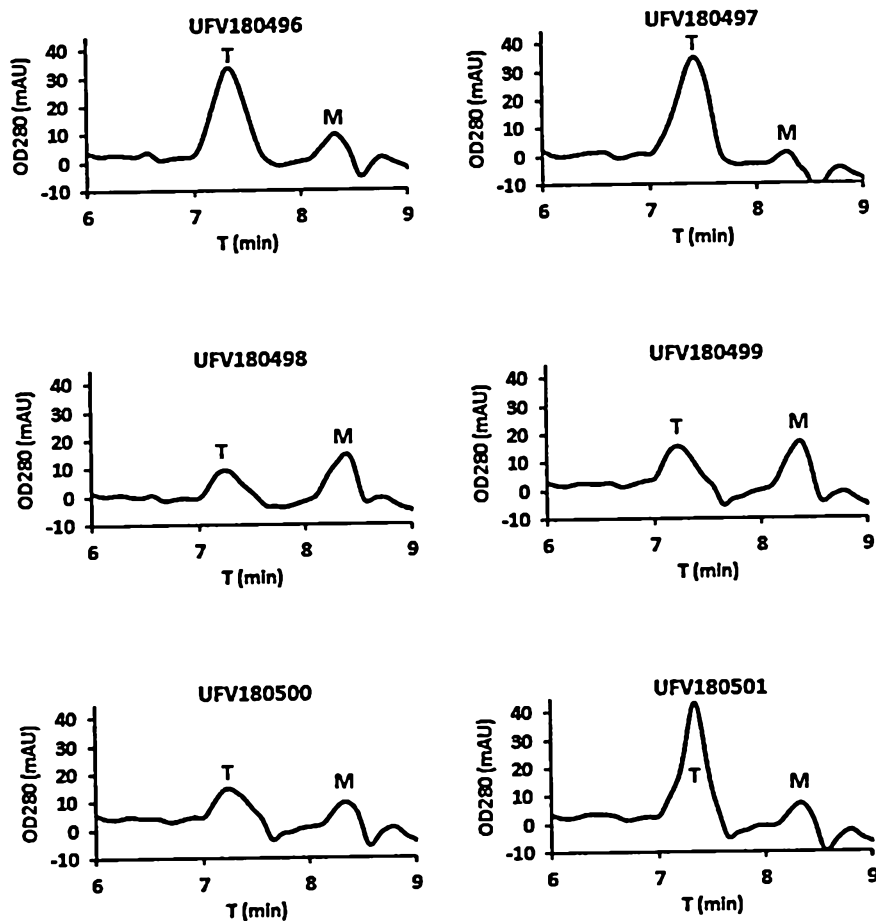 UFV180496
OD280 (mAU)
40
30
20
10
0
-10
T
M
6
7
8
9
T (min)
UFV180497
OD280 (mAU)
40
30
20
10
0
-10
T
M
6
7
8
9
T (min)
UFV180498
OD280 (mAU)
40
30
20
10
0
-10
T
M
6
7
8
9
T (min)
UFV180499
OD280 (mAU)
40
30
20
10
0
-10
T
M
6
7
8
9
T (min)
UFV180500
OD280 (mAU)
40
30
20
10
0
-10
T
M
6
7
8
9
T (min)
UFV180501
OD280 (mAU)
40
30
20
10
0
-10
T
M
6
7
8
9
T (min)